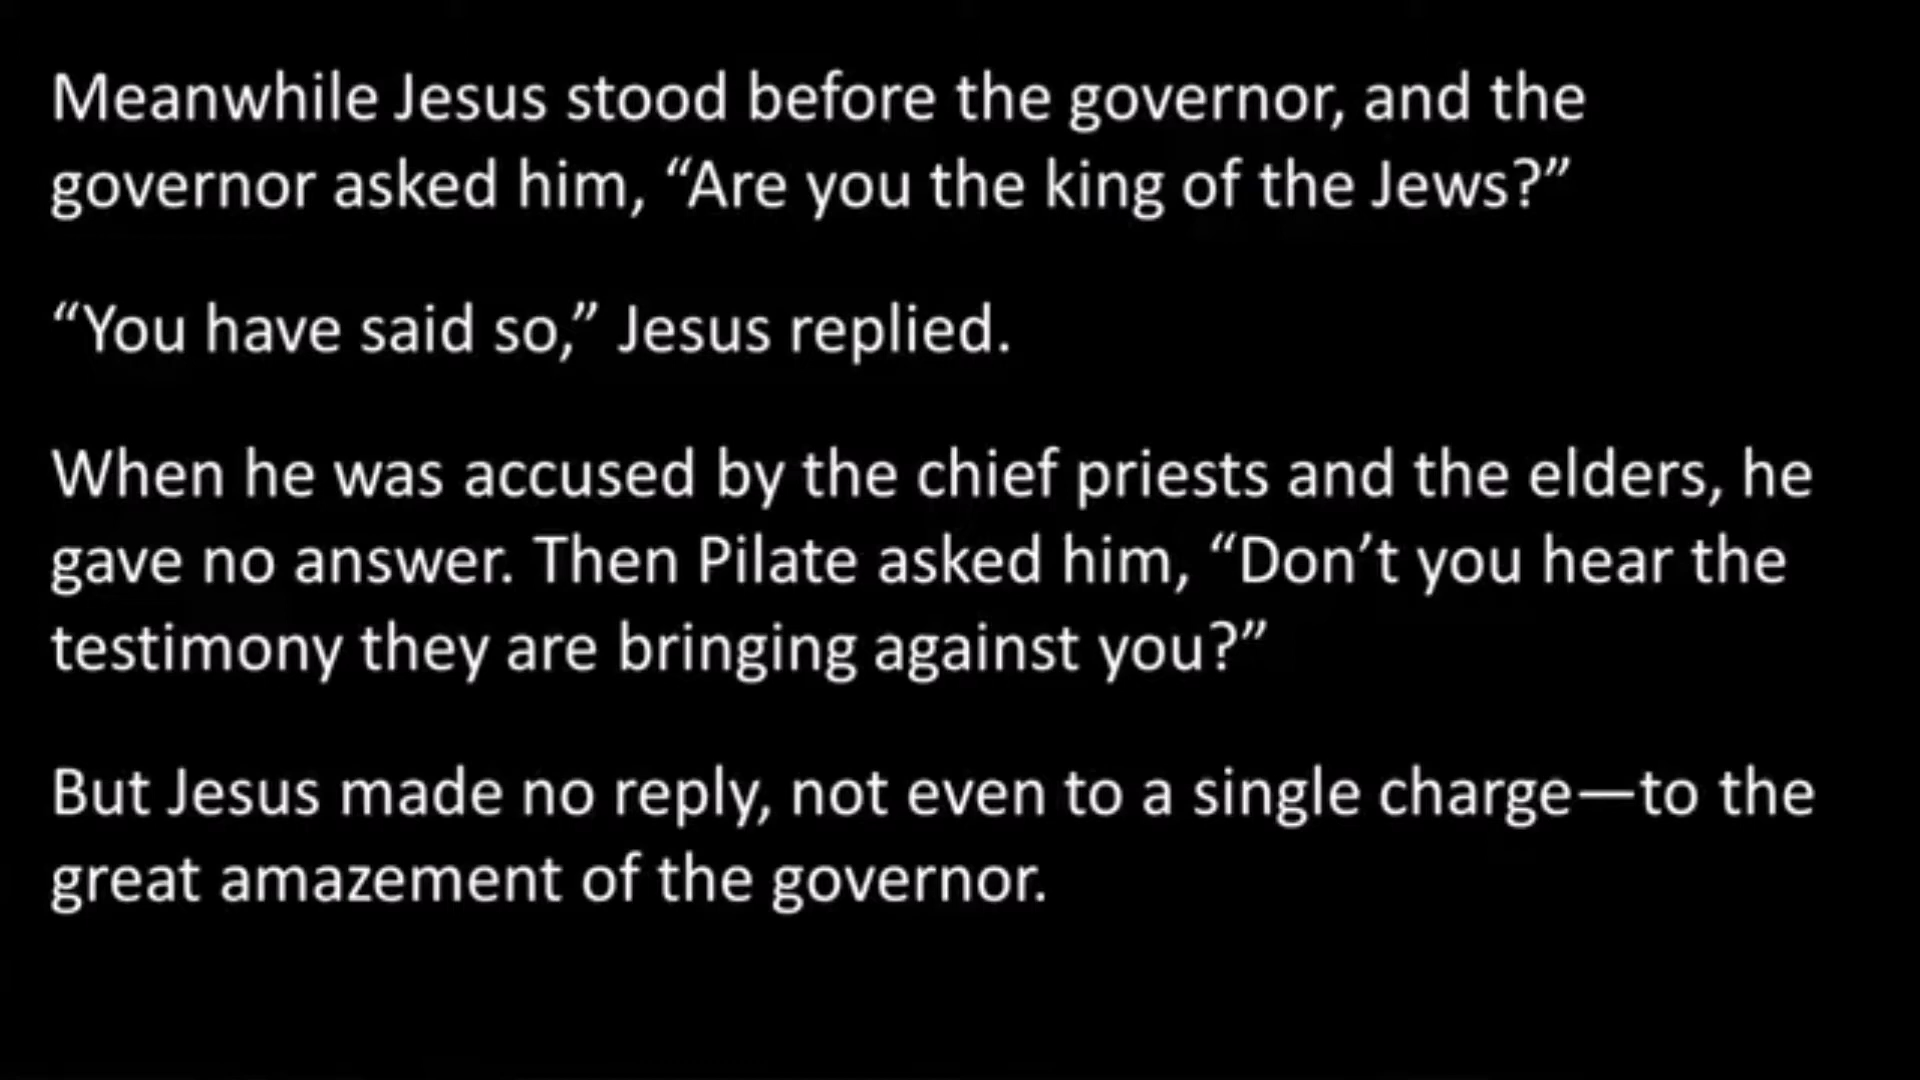 Meanwhile Jesus stood before the governor, and the
governor asked him, “Are you the king of the Jews?”
“You have said so,” Jesus replied.
When he was accused by the chief priests and the elders, he
gave no answer. Then Pilate asked him, “Don’t you hear the
testimony they are bringing against you?”
But Jesus made no reply, not even to a single charge—to the
great amazement of the governor.